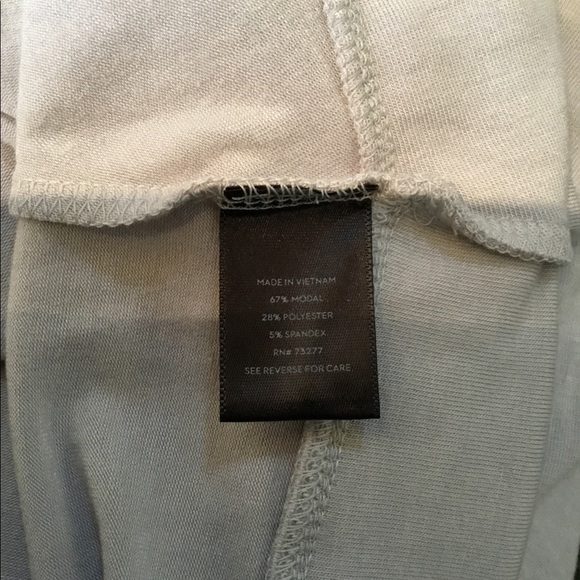 MADE IN VIETNAM
67% MODAL
28% POLYESTER
5% SPANDEX
RN# 73277
SEE REVERSE FOR CARE